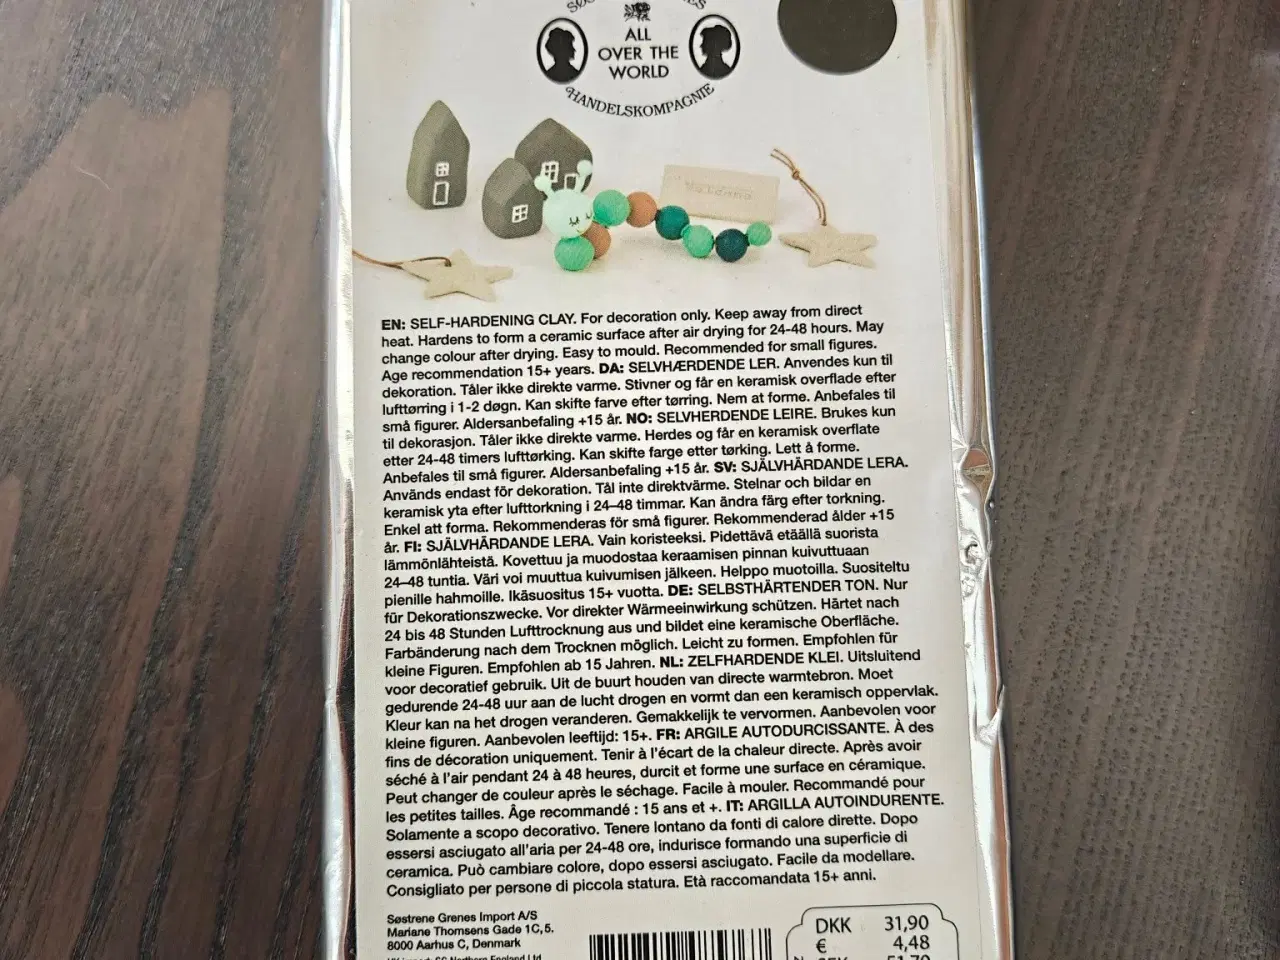 ALL
OVER THE
WORLD
HANDELSKOMPAGNIE
EN: SELF-HARDENING CLAY. For decoration only. Keep away from direct
heat. Hardens to form a ceramic surface after air drying for 24-48 hours. May
change colour after drying. Easy to mould. Recommended for small figures.
Age recommendation 15+ years. DA: SELVHÆRDENDE LER. Anvendes kun til
dekoration. Tåler ikke direkte varme. Stivner og får en keramisk overflade efter
lufttørring i 1-2 døgn. Kan skifte farve efter tørring. Nem at forme. Anbefales til
små figurer. Aldersanbefaling +15 år. NO: SELVHERDENDE LEIRE. Brukes kun
til dekorasjon. Tåler ikke direkte varme. Herdes og får en keramisk overflate
etter 24-48 timers lufttørking. Kan skifte farge etter tørking. Lett å forme.
Anbefales til små figurer. Aldersanbefaling +15 år. SV: SJÄLVHÄRDANDE LERA.
Används endast för dekoration. Tål inte direktvärme. Stelnar och bildar en
keramisk yta efter lufttorkning i 24–48 timmar. Kan ändra färg efter torkning.
Enkel att forma. Rekommenderas för små figurer. Rekommenderad ålder +15
år. FI: SJÄLVHÄRDANDE LERA. Vain koristeeksi. Pidettävä etäällä suorista
lämmönlähteistä. Kovettuu ja muodostaa keraamisen pinnan kuivuttuaan
24–48 tuntia. Väri voi muuttua kuivumisen jälkeen. Helppo muotoilla. Suositeltu
pienille hahmoille. Ikäsuositus 15+ vuotta. DE: SELBSTHÄRTENDER TON. Nur
für Dekorationszwecke. Vor direkter Wärmeeinwirkung schützen. Härtet nach
24 bis 48 Stunden Lufttrocknung aus und bildet eine keramische Oberfläche.
Farbänderung nach dem Trocknen möglich. Leicht zu formen. Empfohlen für
kleine Figuren. Empfohlen ab 15 Jahren. NL: ZELFHARDENDE KLEI. Uitsluitend
voor decoratief gebruik. Uit de buurt houden van directe warmtebron. Moet
gedurende 24-48 uur aan de lucht drogen en vormt dan een keramisch oppervlak.
Kleur kan na het drogen veranderen. Gemakkelijk te vervormen. Aanbevolen voor
kleine figuren. Aanbevolen leeftijd: 15+. FR: ARGILE AUTODURCISSANTE. À des
fins de décoration uniquement. Tenir à l'écart de la chaleur directe. Après avoir
séché à l'air pendant 24 à 48 heures, durcit et forme une surface en céramique.
Peut changer de couleur après le séchage. Facile à mouler. Recommandé pour
les petites tailles. Âge recommandé : 15 ans et +. IT: ARGILLA AUTOINDURENTE.
Solamente a scopo decorativo. Tenere lontano da fonti di calore dirette. Dopo
essersi asciugato all'aria per 24-48 ore, indurisce formando una superficie di
ceramica. Può cambiare colore, dopo essersi asciugato. Facile da modellare.
Consigliato per persone di piccola statura. Età raccomandata 15+ anni.
Søstrene Grenes Import A/S
Mariane Thomsens Gade 1C, 5.
8000 Aarhus C, Denmark
DKK 31,90
€ 4,48